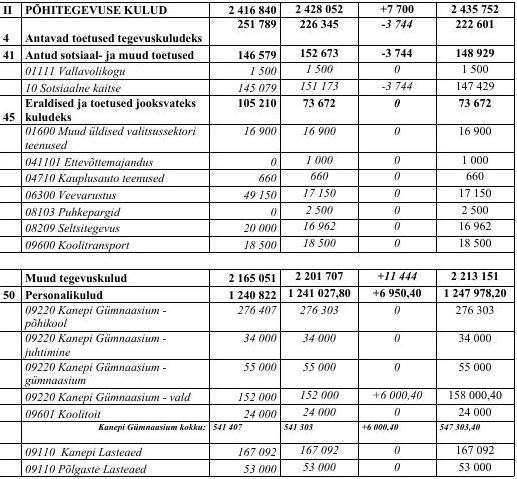 II PÕHITEGEVUSE KULUD 2 416 840 2 428 052 +7 700 2 435 752
4 Antavad toetused tegevuskuludeks 251 789 226 345 -3 744 222 601
41 Antud sotsiaal- ja muud toetused 146 579 152 673 -3 744 148 929
01111 Vallavolikogu 1 500 1 500 0 1 500
10 Sotsiaalne kaitse 145 079 151 173 -3 744 147 429
45 Eraldised ja toetused jooksvateks 105 210 73 672 0 73 672
kuludeks
01600 Muud üldised valitsussektori 16 900 16 900 0 16 900
teenused
041101 Ettevõttemajandus 0 1 000 0 1 000
04710 Kauplusauto teenused 660 660 0 660
06300 Veevarustus 49 150 17 150 0 17 150
08103 Puhkepargid 0 2 500 0 2 500
08209 Seltsitegevus 20 000 16 962 0 16 962
09600 Koolitransport 18 500 18 500 0 18 500
Muud tegevuskulud 2 165 051 2 201 707 +11 444 2 213 151
50 Personalikulud 1 240 822 1 241 027,80 +6 950,40 1 247 978,20
09220 Kanepi Gümnaasium - 276 407 276 303 0 276 303
põhikool
09220 Kanepi Gümnaasium - 34 000 34 000 0 34 000
juhtimine
09220 Kanepi Gümnaasium - 55 000 55 000 0 55 000
gümnaasium
09220 Kanepi Gümnaasium - vald 152 000 152 000 +6 000,40 158 000,40
09601 Koolitoit 24 000 24 000 0 24 000
Kanepi Gümnaasium kokku: 541 407 541 303 +6 000,40 547 303,40
09110 Kanepi Lasteaed 167 092 167 092 0 167 092
09110 Põlgaste Lasteaed 53 000 53 000 0 53 000